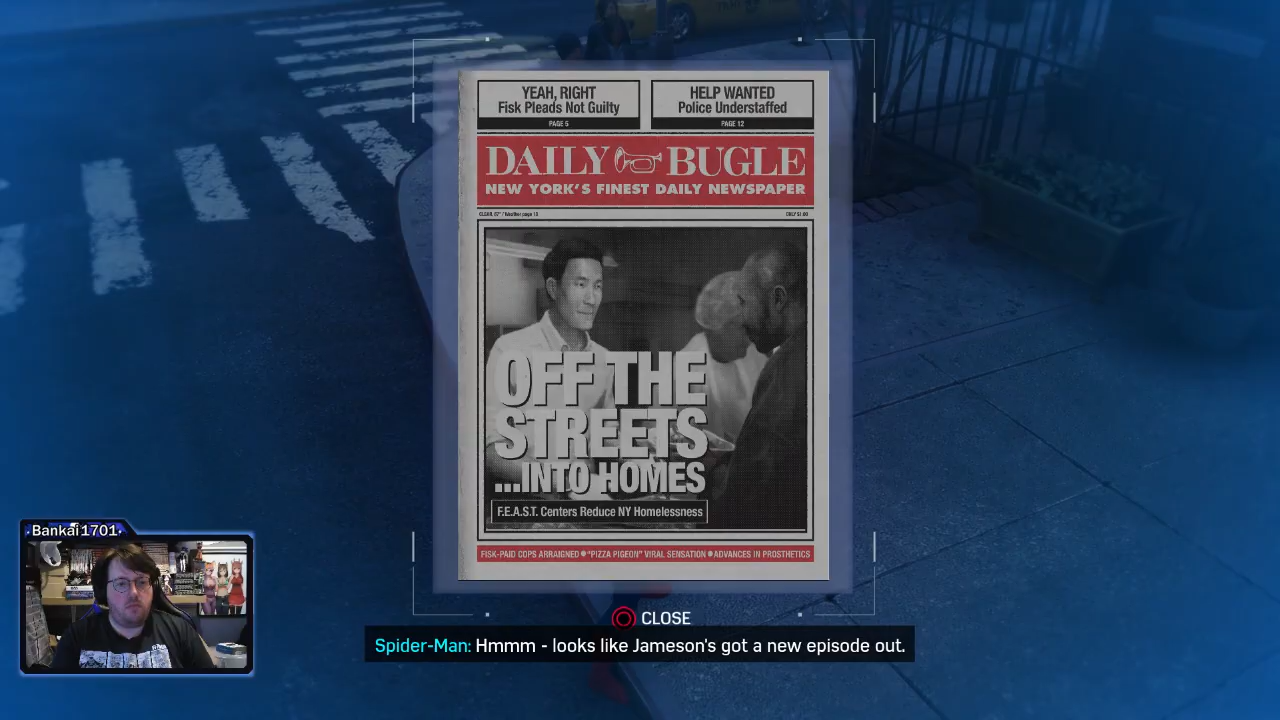 YEAH, RIGHT
Fisk Pleads Not Guilty
PAGE 5
HELP WANTED
Police Understaffed
PAGE 12
DAILY BUGLE
NEW YORK'S FINEST DAILY NEWSPAPER
OFF THE
STREETS
...INTO HOMES
F.E.A.S.T. Centers Reduce NY Homelessness
FISK-PAID COPS ARRAIGNED ● "PIZZA PIGEON" VIRAL SENSATION ● ADVANCES IN PROSTHETICS
Bankai1701
CLOSE
Spider-Man: Hmmm - looks like Jameson's got a new episode out.